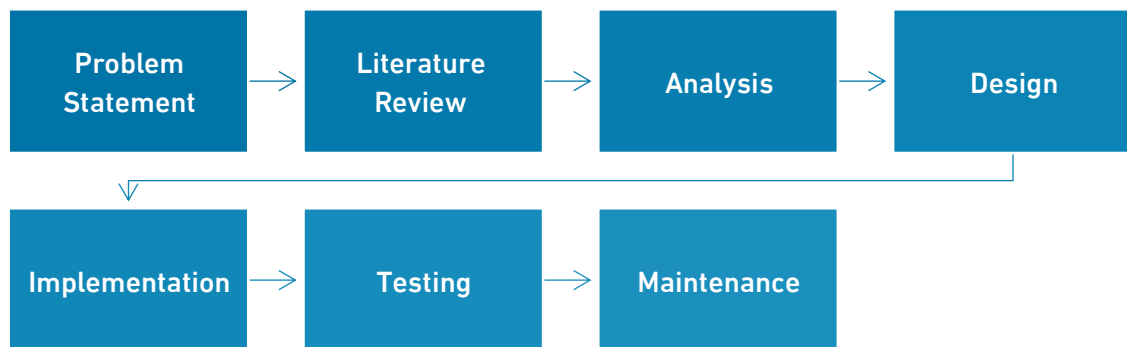 Problem
Statement
Literature
Review
Analysis
Design
Implementation
Testing
Maintenance